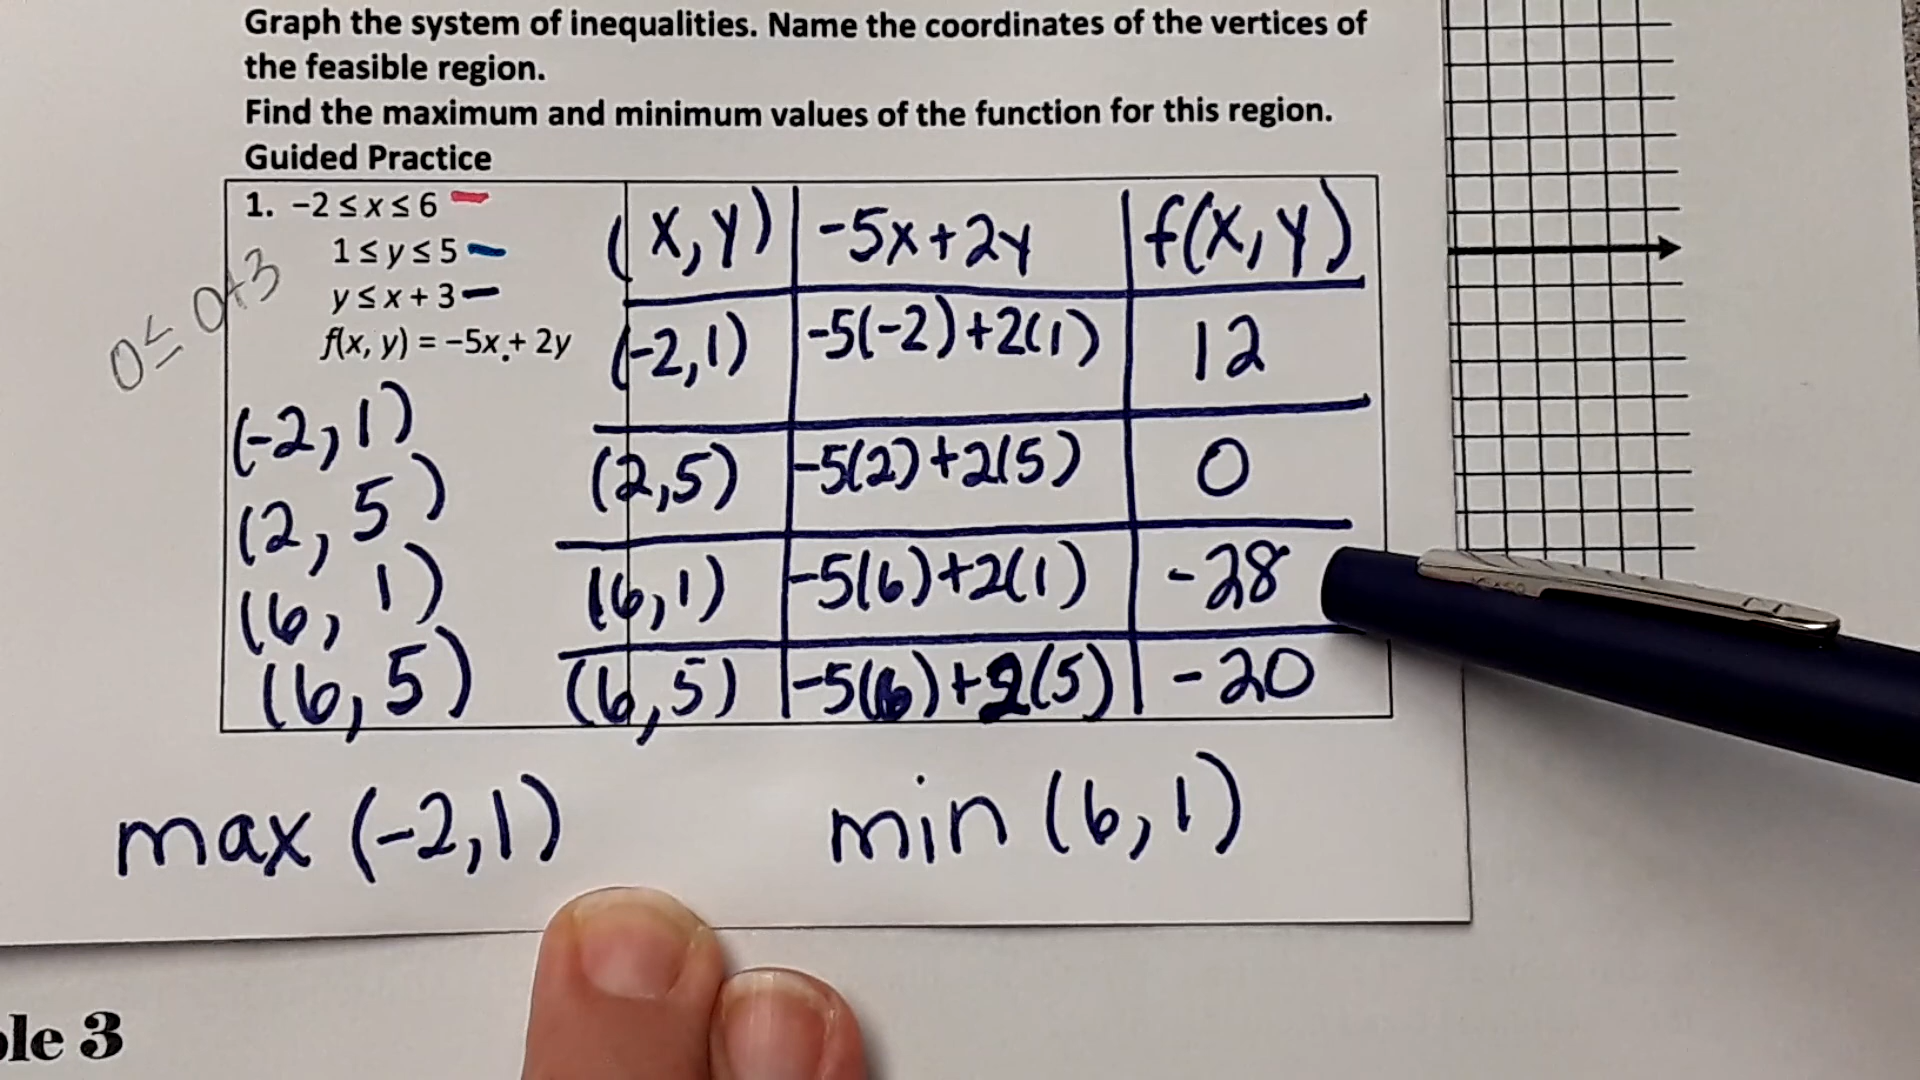 Graph the system of inequalities. Name the coordinates of the vertices of
the feasible region.
Find the maximum and minimum values of the function for this region.
Guided Practice
1. −2 ≤ x ≤ 6
1 ≤ y ≤ 5
y ≤ x + 3
f(x, y) = −5x + 2y
0 ≤ 0+3
(-2, 1)
(2, 5)
(6, 1)
(6, 5)
(x, y) -5x+2y f(x, y)
(-2,1) -5(-2)+2(1) 12
(2,5) -5(2)+2(5) 0
(6,1) -5(6)+2(1) -28
(6,5) -5(6)+2(5) -20
max (-2,1) min (6,1)
le 3